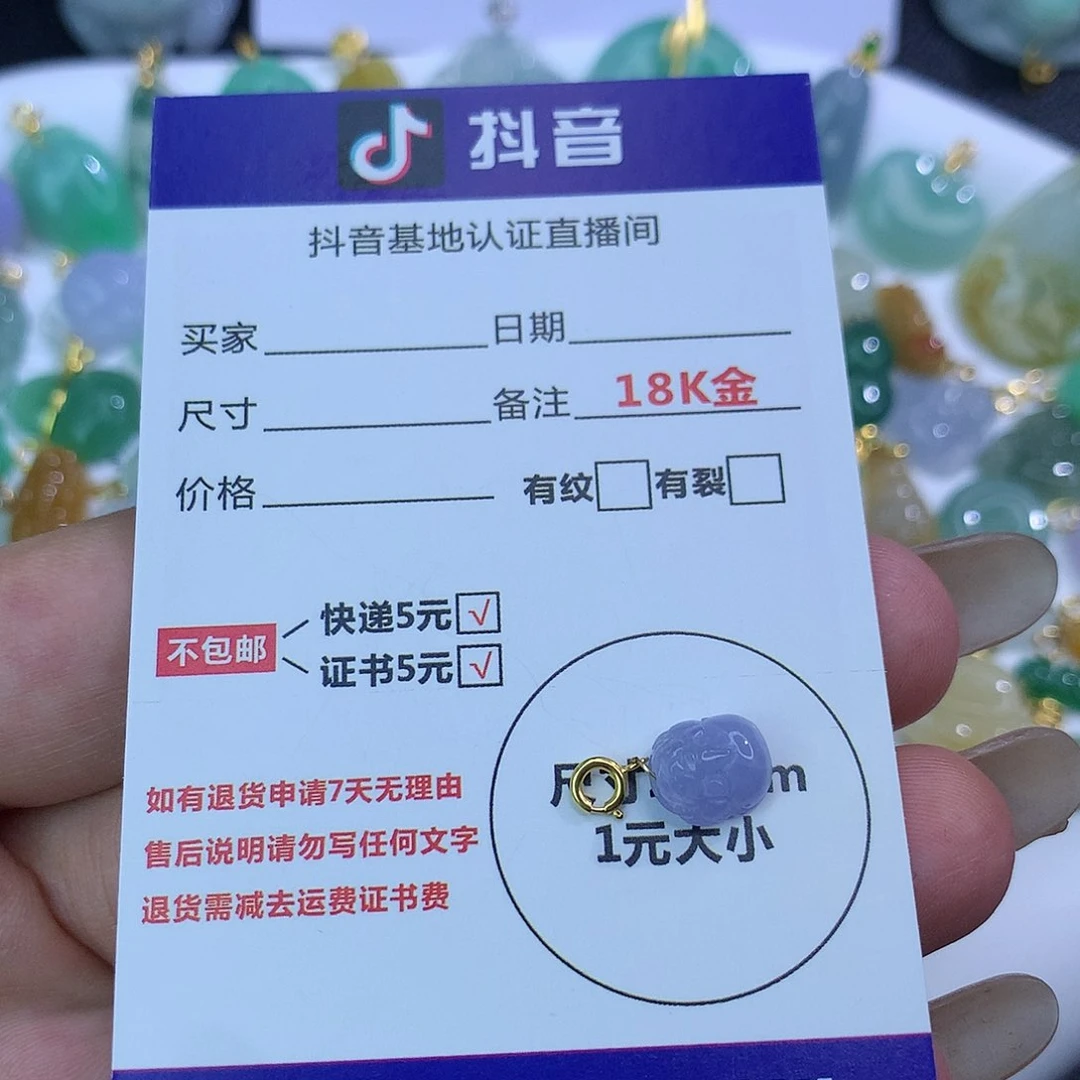 抖音
抖音基地认证直播间
买家 日期
尺寸 备注 18K金
价格 有纹 有裂
不包邮
快递5元 √
证书5元 √
如有退货申请7天无理由
售后说明请勿写任何文字
退货需减去运费证书费
1元大小